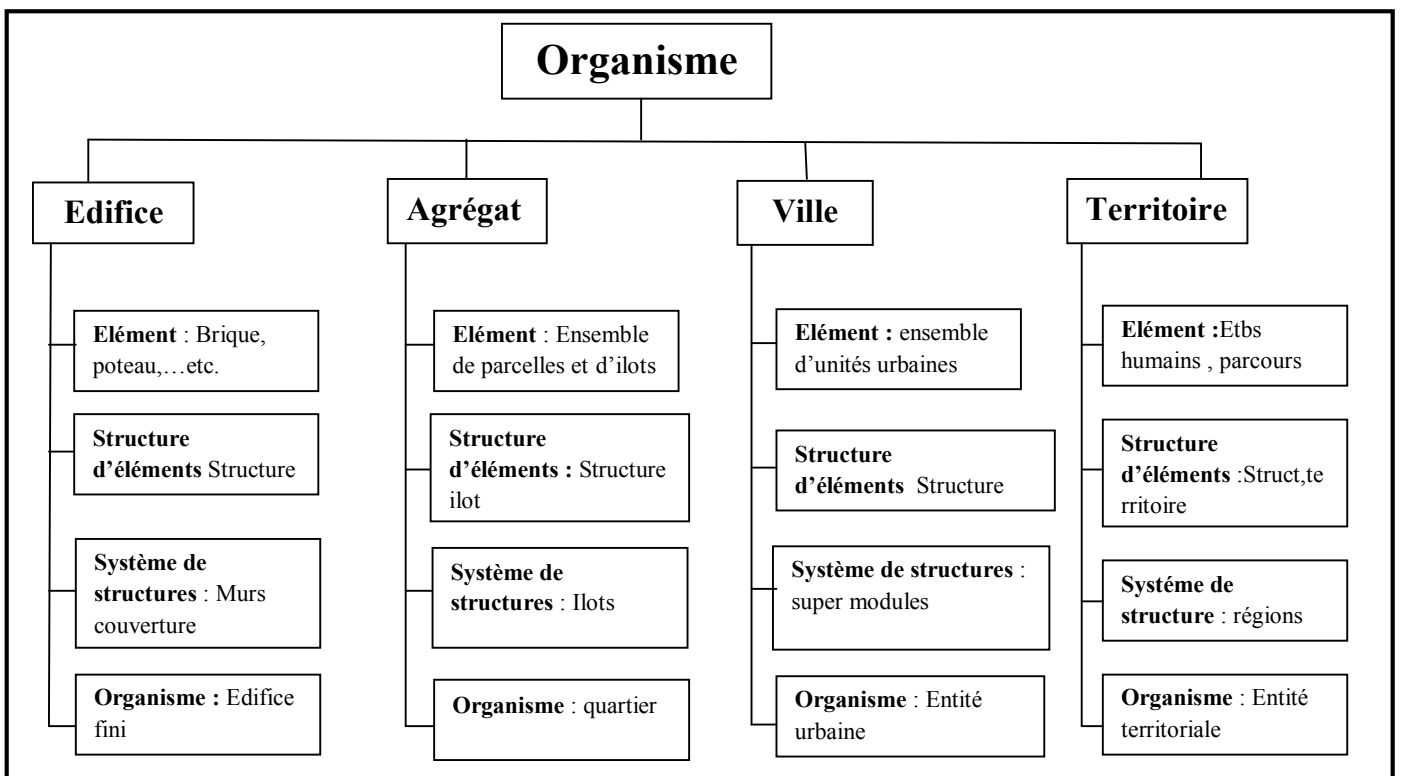 Organisme
Edifice
Agrégat
Ville
Territoire
Elément : Brique,
poteau,…etc.
Structure
d’éléments Structure
Système de
structures : Murs
couverture
Organisme : Edifice
fini
Elément : Ensemble
de parcelles et d’ilots
Structure
d’éléments : Structure
ilot
Système de
structures : Ilots
Organisme : quartier
Elément : ensemble
d’unités urbaines
Structure
d’éléments Structure
Système de structures :
super modules
Organisme : Entité
urbaine
Elément :Etbs
humains , parcours
Structure
d’éléments :Struct,te
rritoire
Systéme de
structure : régions
Organisme : Entité
territoriale